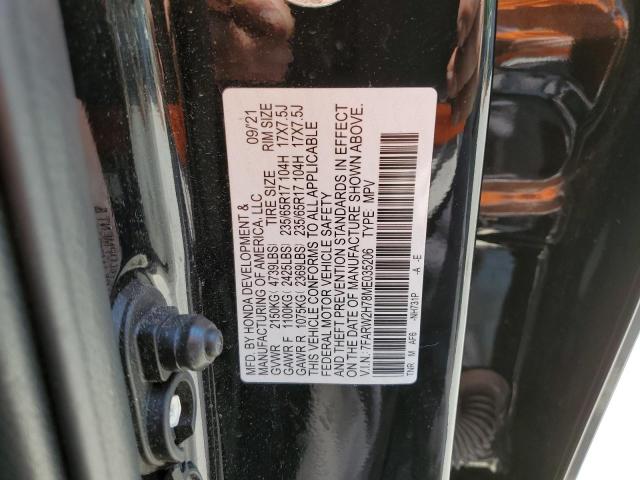 MFD. BY HONDA DEVELOPMENT &
MANUFACTURING OF AMERICA, LLC 09/21
TIRE SIZE RIM SIZE
GVWR 2150KG( 4739LBS)
GAWR F 1100KG( 2425LBS) 235/65R17 104H 17X7.5J
GAWR R 1075KG( 2369LBS) 235/65R17 104H 17X7.5J
THIS VEHICLE CONFORMS TO ALL APPLICABLE
FEDERAL MOTOR VEHICLE SAFETY
AND THEFT PREVENTION STANDARDS IN EFFECT
ON THE DATE OF MANUFACTURE SHOWN ABOVE.
V.I.N.:7FARW2H78ME035206 TYPE: MPV
TNR M AF6 -NH731P -A -E